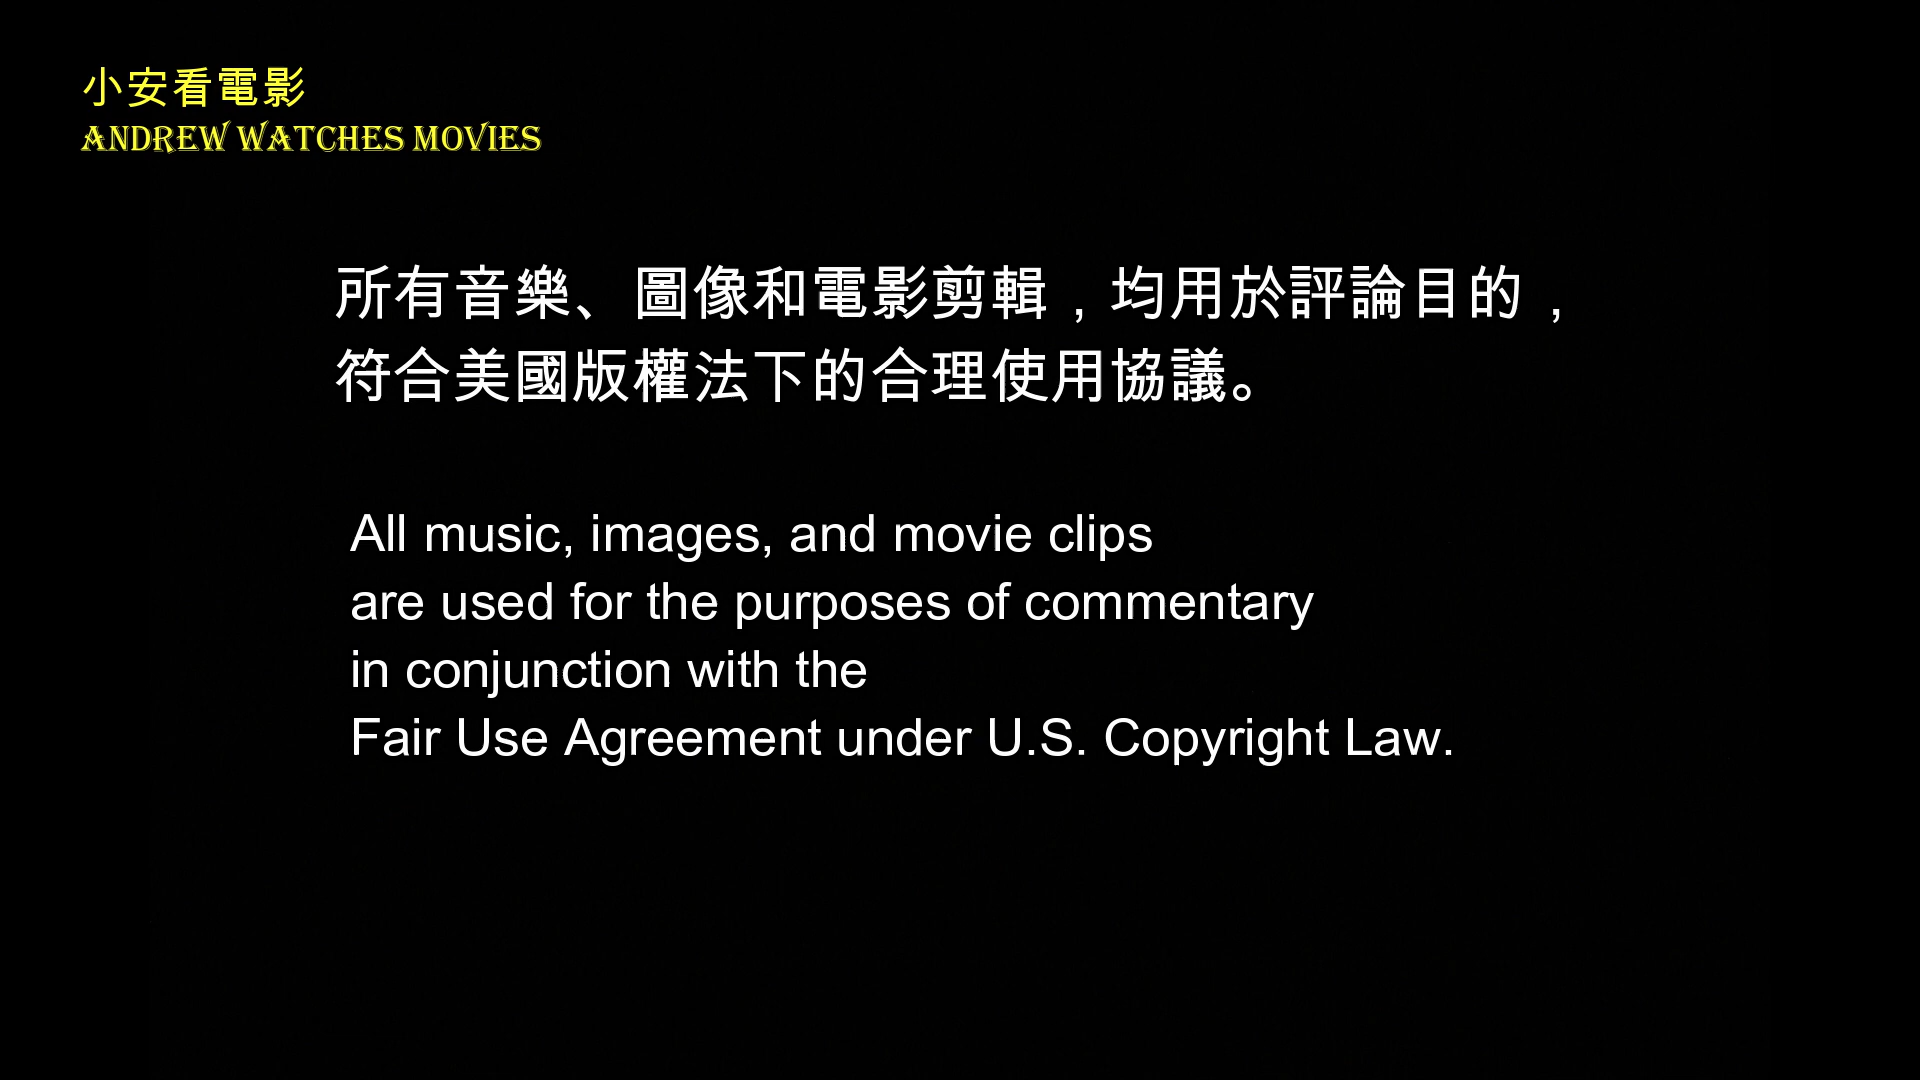 小安看電影
ANDREW WATCHES MOVIES
所有音樂、圖像和電影剪輯，均用於評論目的，
符合美國版權法下的合理使用協議。
All music, images, and movie clips
are used for the purposes of commentary
in conjunction with the
Fair Use Agreement under U.S. Copyright Law.